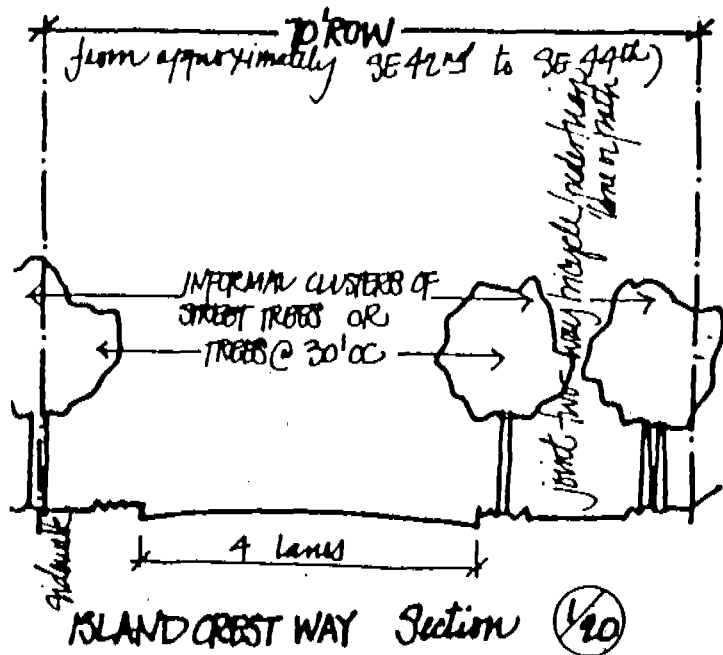 70' ROW
from approximately SE 42nd to SE 44th)
joint two-way bicycle/pedestrian
lane or path
INFORMAL CLUSTERS OF
STREET TREES OR
TREES @ 30' OC
sidewalk
4 lanes
ISLAND CREST WAY Section 1/20